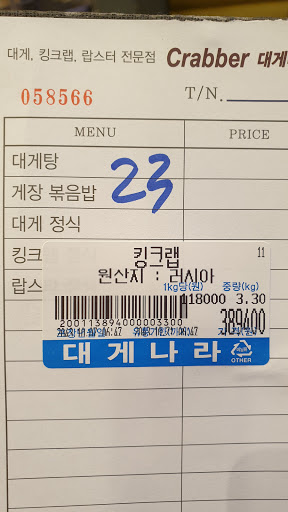 대게, 킹크랩, 랍스터 전문점 Crabber 대게
058566 T/N.
MENU PRICE
대게탕
게장 볶음밥
23
대게 정식
킹크
랍스
킹크랩 11
원산지 : 러시아
1kg당(원) 중량(kg)
118000 3.30
389400
20011389400003300
대게나라
OTHER